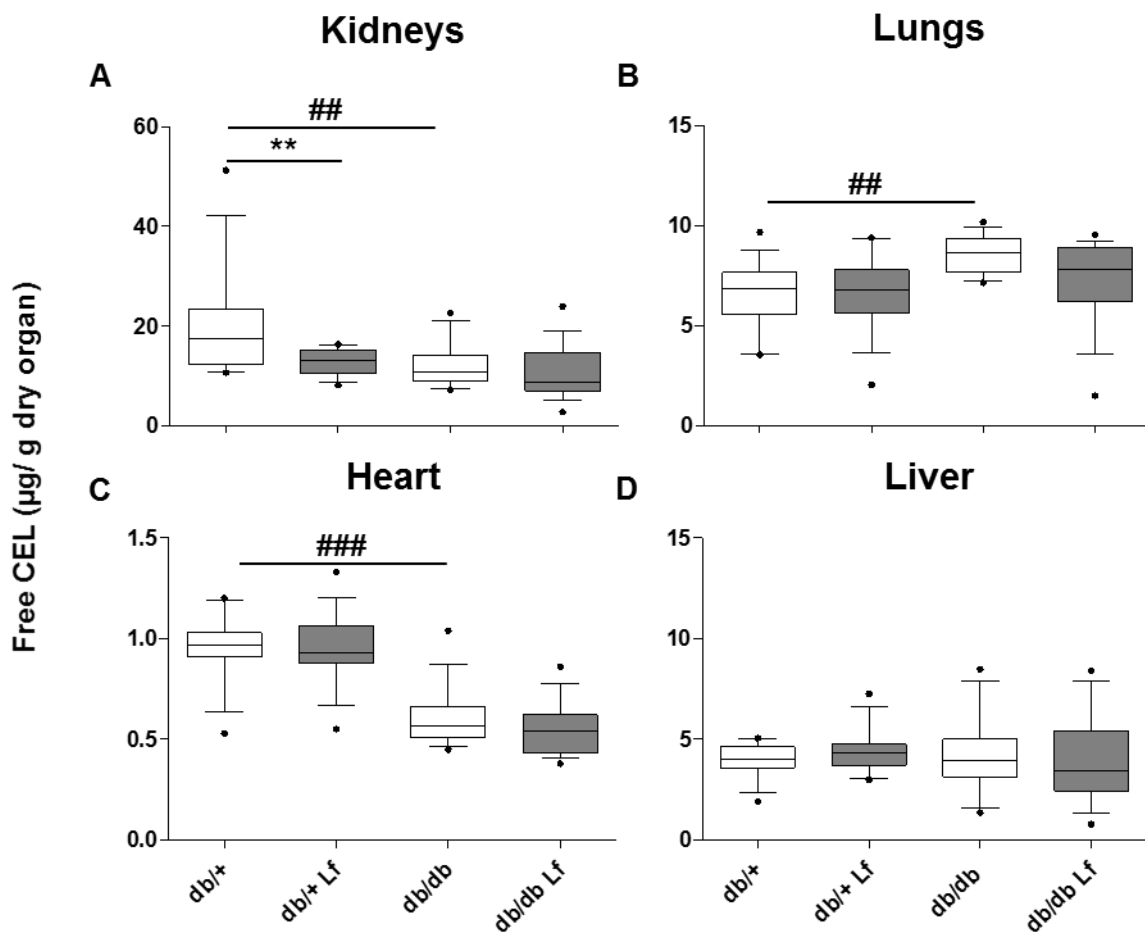 Kidneys
A
##
**
60
40
20
0
Lungs
B
##
15
10
5
0
Free CEL (µg/ g dry organ)
Heart
C
###
1.5
1.0
0.5
0.0
db/+
db/+ Lf
db/db
db/db Lf
Liver
D
15
10
5
0
db/+
db/+ Lf
db/db
db/db Lf